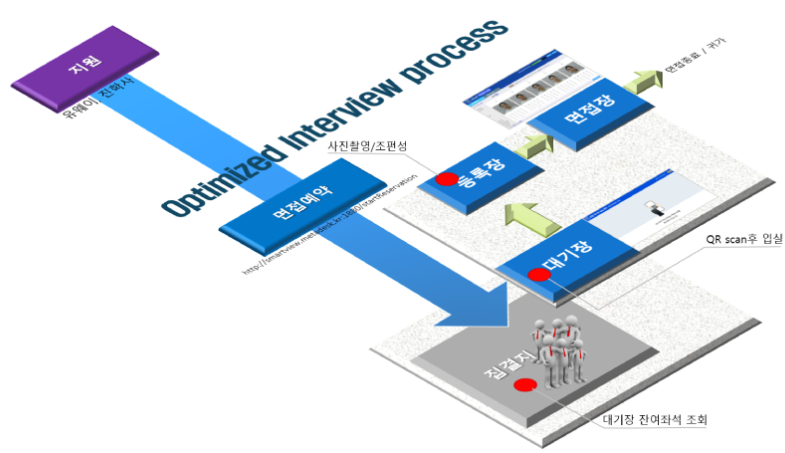 지원
유웨이, 진학사
Optimized Interview process
면접예약
http://smartview.metadesk.kr:1880/startReservation
사진촬영/조편성
등록장
면접장
면접종료 / 귀가
대기장
QR scan후 입실
집결지
대기장 잔여좌석 조회